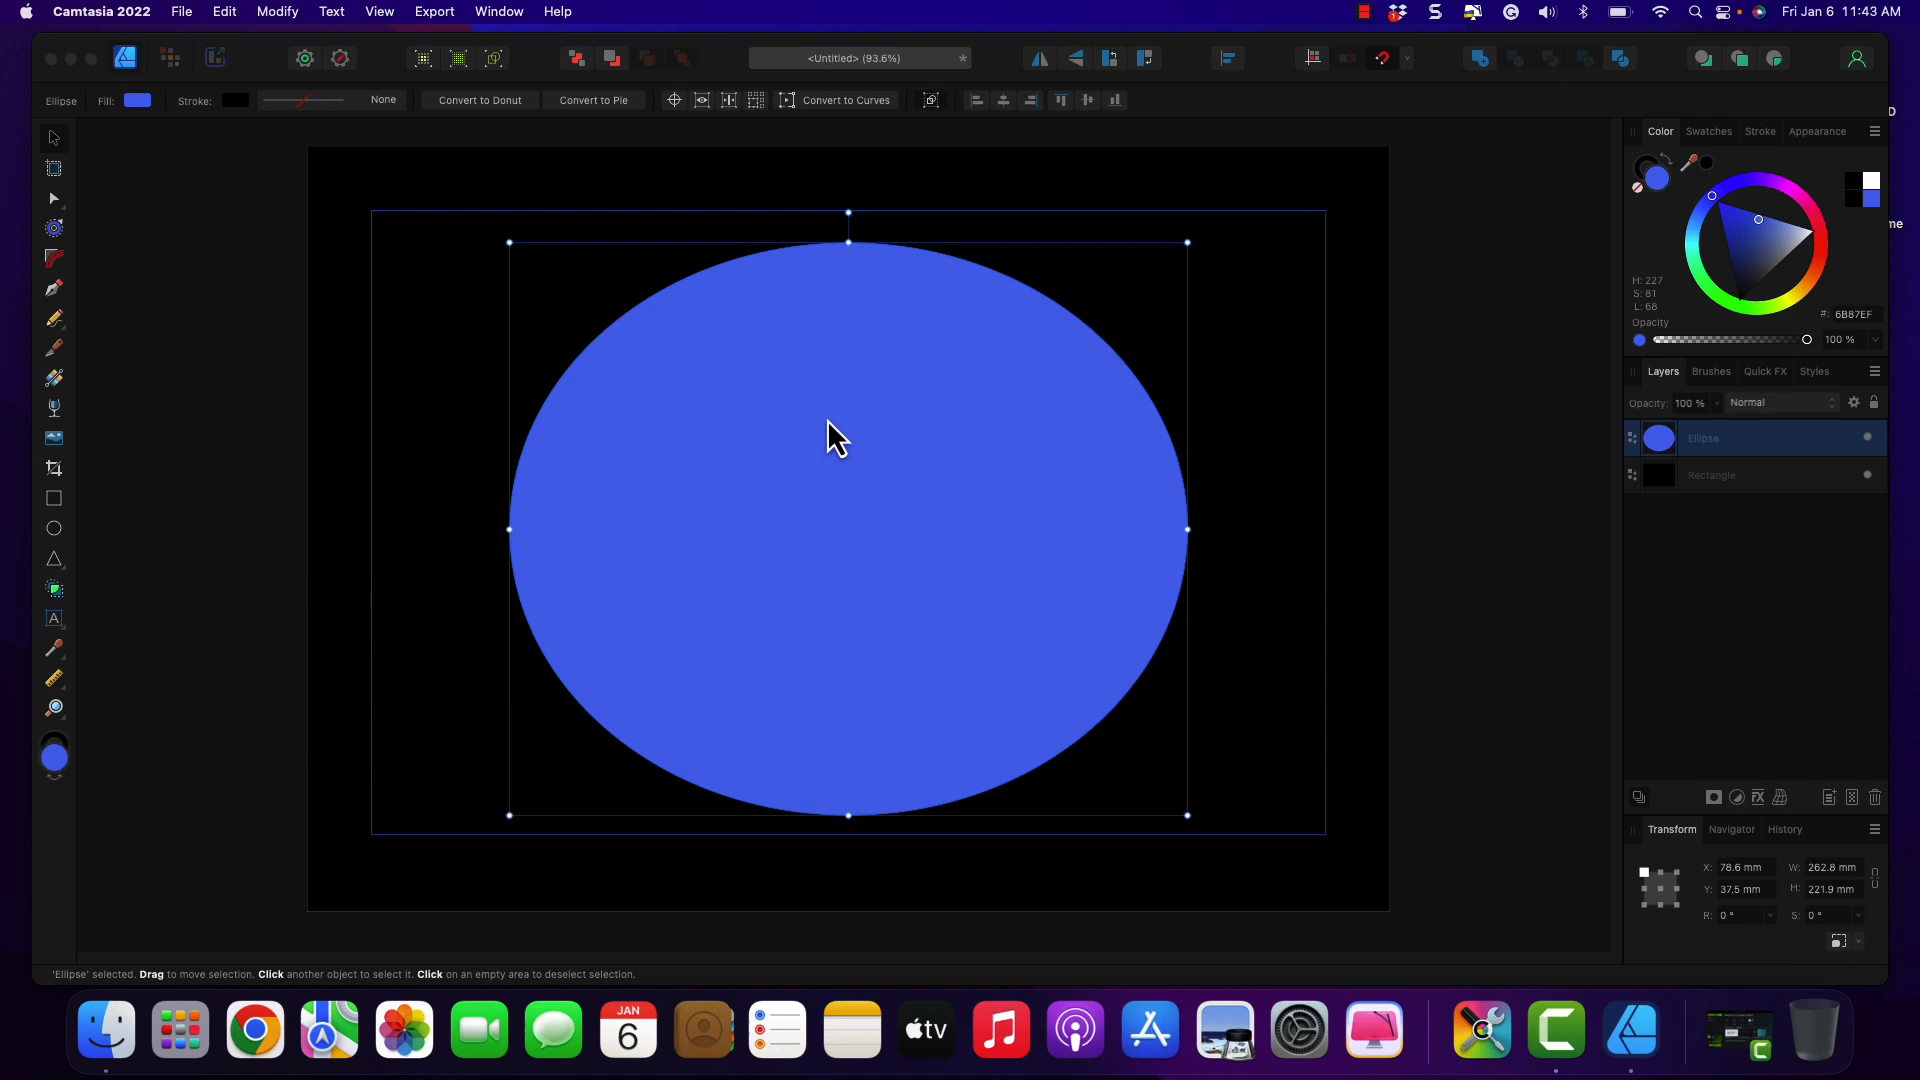 Camtasia 2022 File Edit Modify Text View Export Window Help 1 Fri Jan 6 11:43 AM
<Untitled> (93.6%) *
Ellipse Fill: Stroke: None Convert to Donut Convert to Pie Convert to Curves
D
Color Swatches Stroke Appearance
me
H: 227
S: 81
L: 68
#: 6B87EF
Opacity
100 %
Layers Brushes Quick FX Styles
Opacity: 100 % Normal
Ellipse
Rectangle
A
FX
Transform Navigator History
X: 78.6 mm W: 262.8 mm
Y: 37.5 mm H: 221.9 mm
R: 0 ° S: 0 °
'Ellipse' selected. Drag to move selection. Click another object to select it. Click on an empty area to deselect selection.
JAN
6
tv